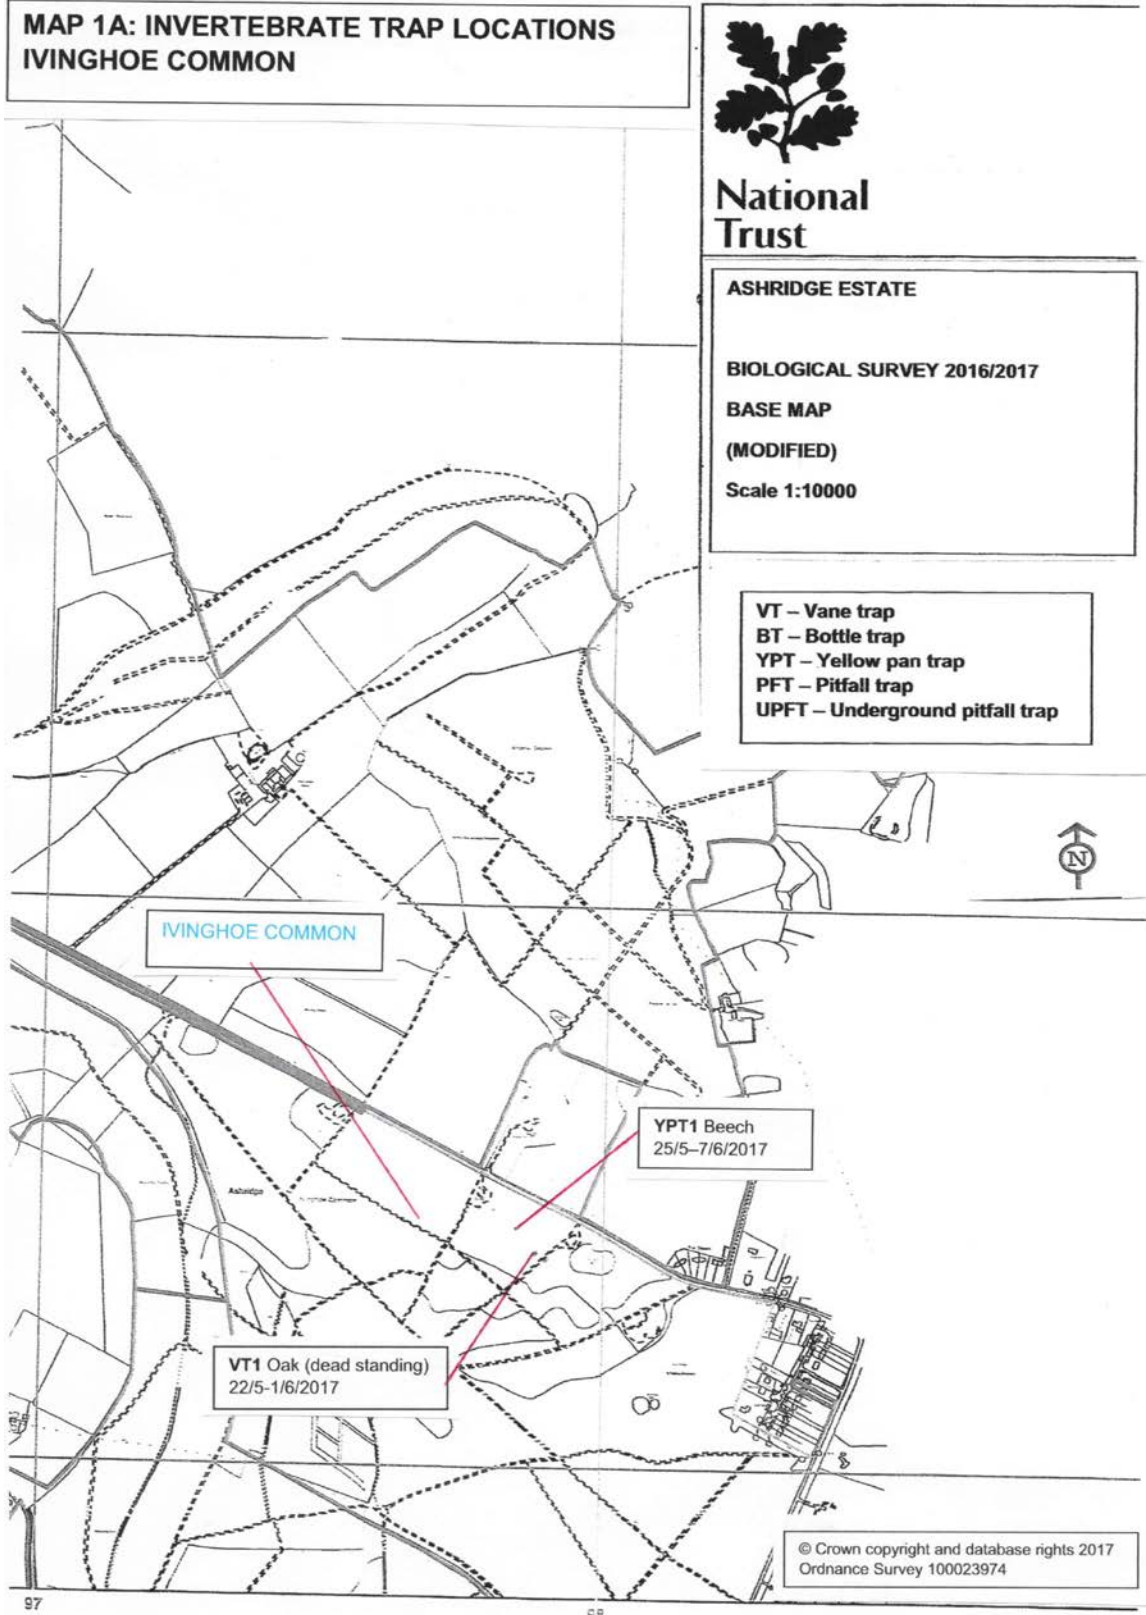 MAP 1A: INVERTEBRATE TRAP LOCATIONS
IVINGHOE COMMON
National
Trust
ASHRIDGE ESTATE
BIOLOGICAL SURVEY 2016/2017
BASE MAP
(MODIFIED)
Scale 1:10000
VT – Vane trap
BT – Bottle trap
YPT – Yellow pan trap
PFT – Pitfall trap
UPFT – Underground pitfall trap
N
IVINGHOE COMMON
YPT1 Beech
25/5–7/6/2017
Ashridge
VT1 Oak (dead standing)
22/5-1/6/2017
© Crown copyright and database rights 2017
Ordnance Survey 100023974
97